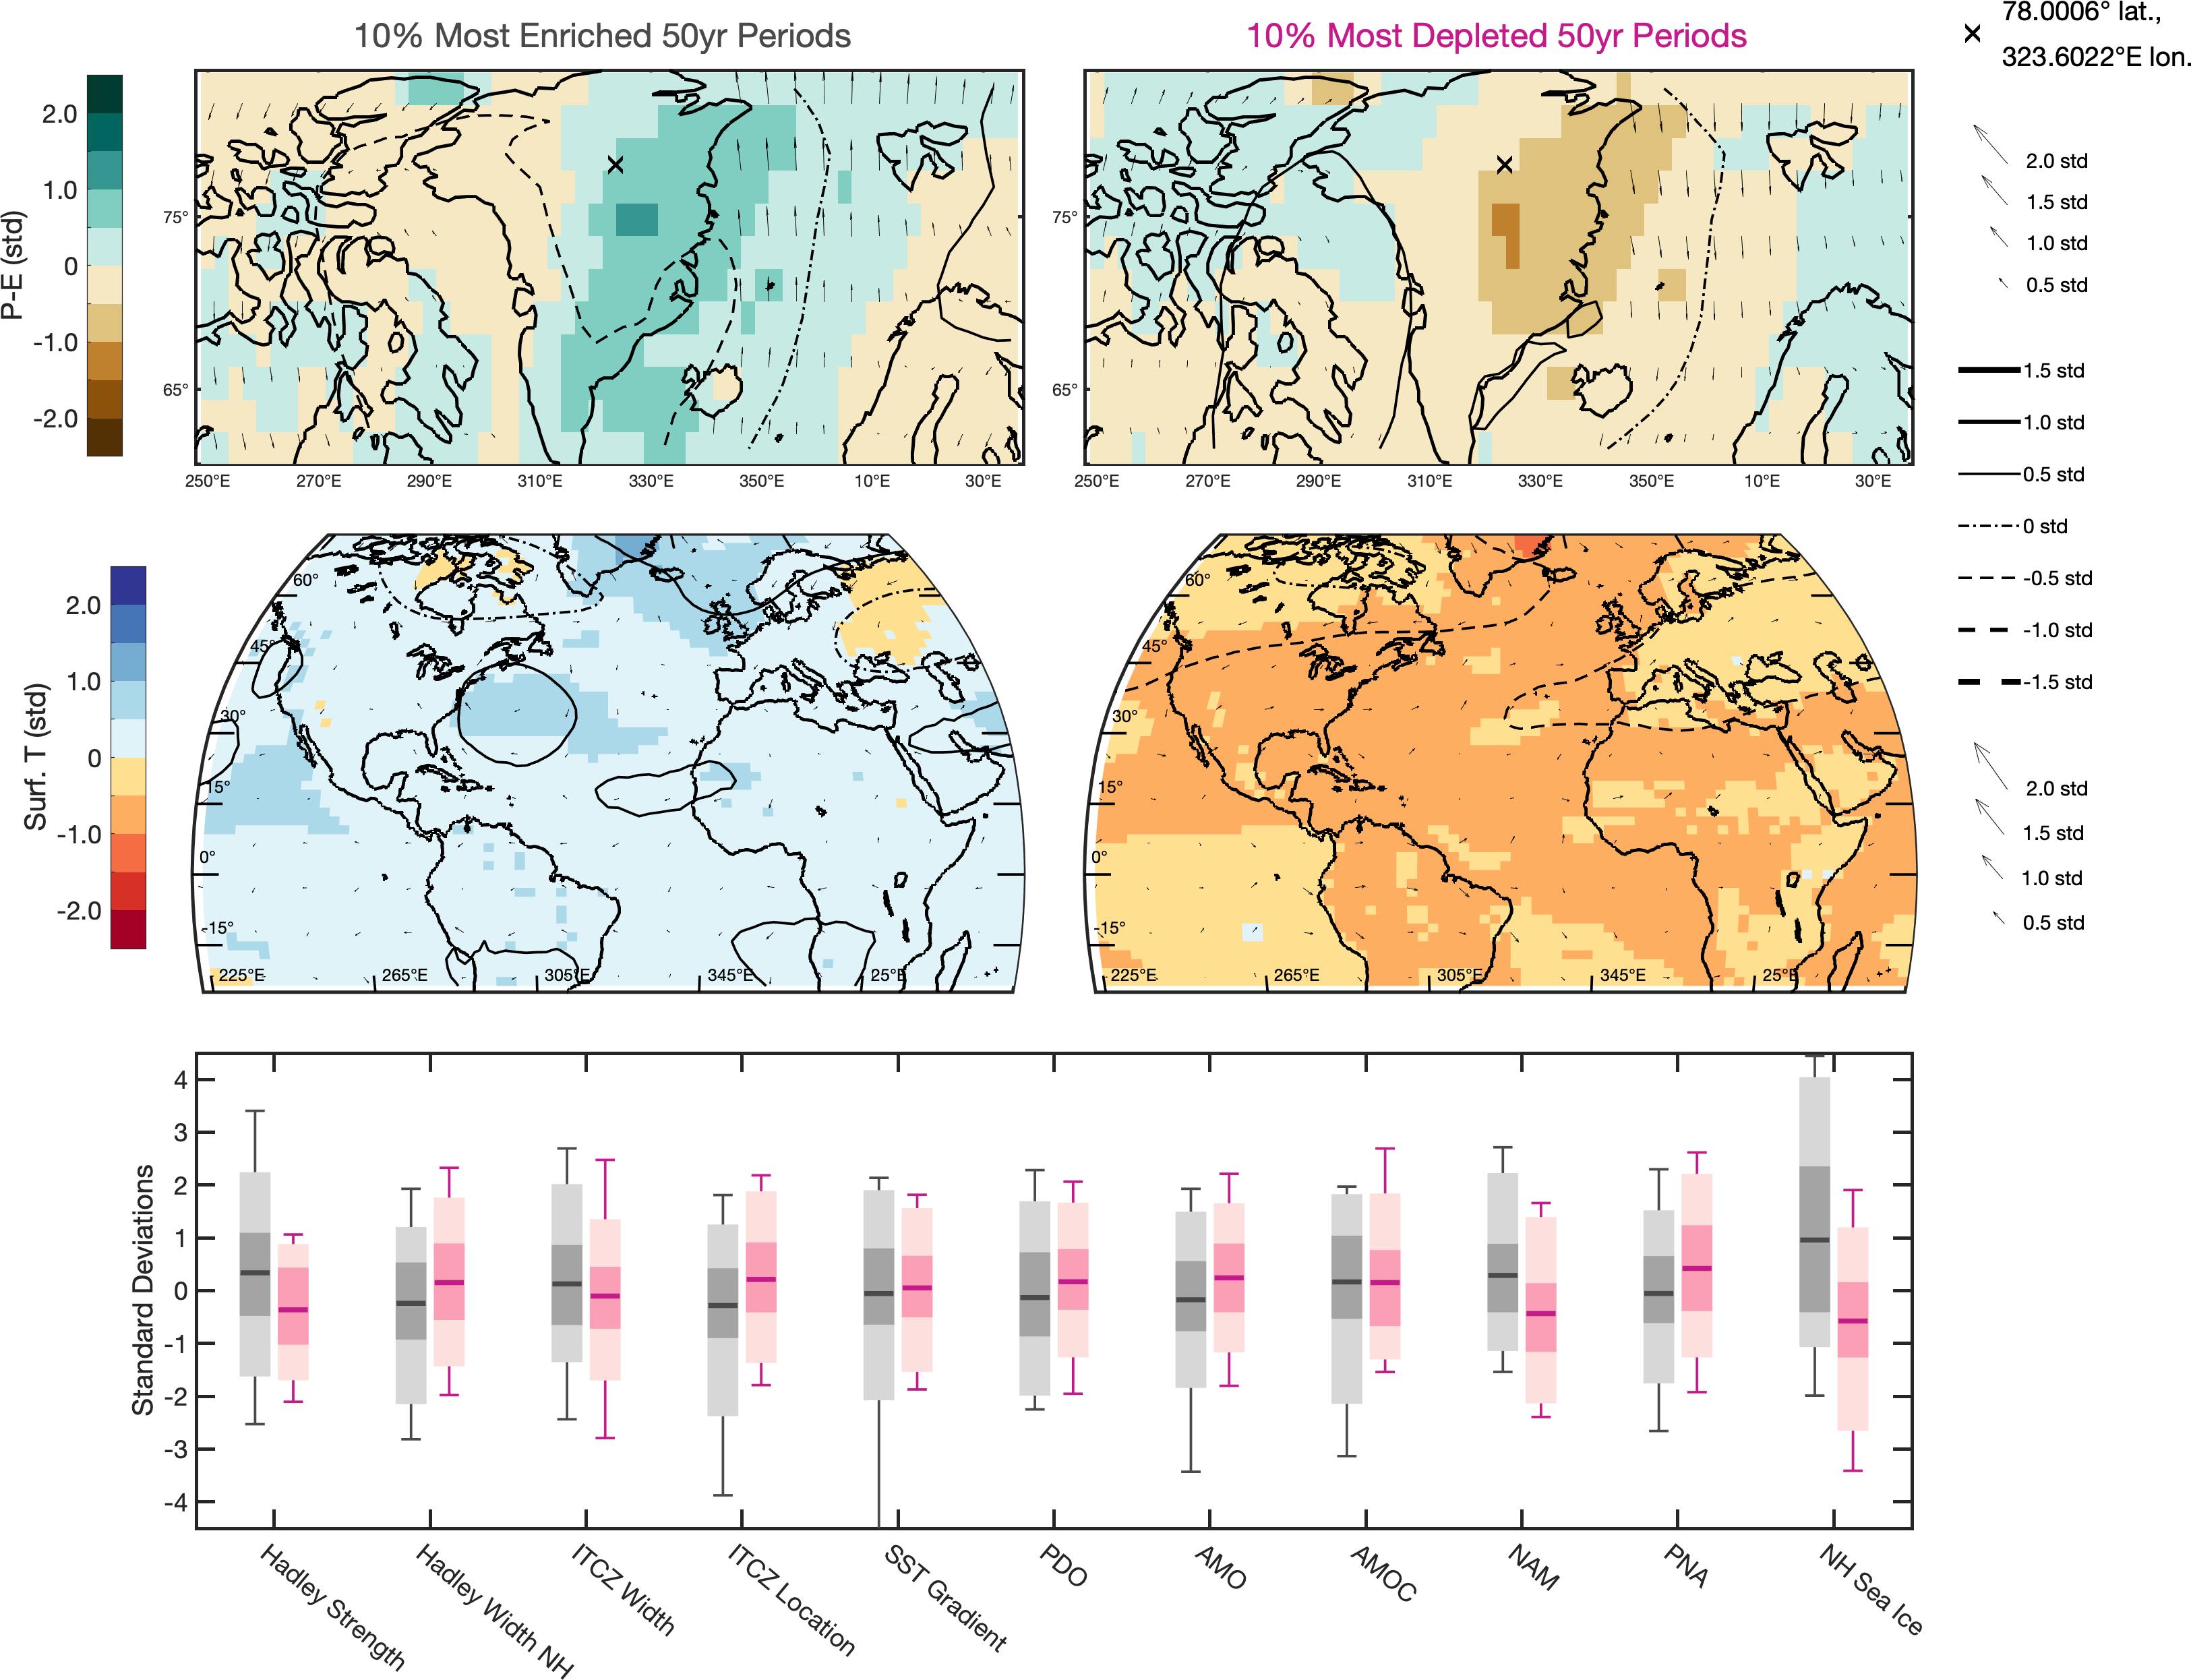 10% Most Enriched 50yr Periods
10% Most Depleted 50yr Periods
78.0006° lat.,
323.6022°E lon.
P-E (std)
2.0
1.0
0
-1.0
-2.0
75°
65°
250°E 270°E 290°E 310°E 330°E 350°E 10°E 30°E
75°
65°
250°E 270°E 290°E 310°E 330°E 350°E 10°E 30°E
2.0 std
1.5 std
1.0 std
0.5 std
1.5 std
1.0 std
0.5 std
0 std
-0.5 std
-1.0 std
-1.5 std
2.0 std
1.5 std
1.0 std
0.5 std
Surf. T (std)
2.0
1.0
0
-1.0
-2.0
60°
45°
30°
15°
0°
-15°
225°E 265°E 305°E 345°E 25°E
60°
45°
30°
15°
0°
-15°
225°E 265°E 305°E 345°E 25°E
Standard Deviations
4
3
2
1
0
-1
-2
-3
-4
Hadley Strength
Hadley Width NH
ITCZ Width
ITCZ Location
SST Gradient
PDO
AMO
AMOC
NAM
PNA
NH Sea Ice